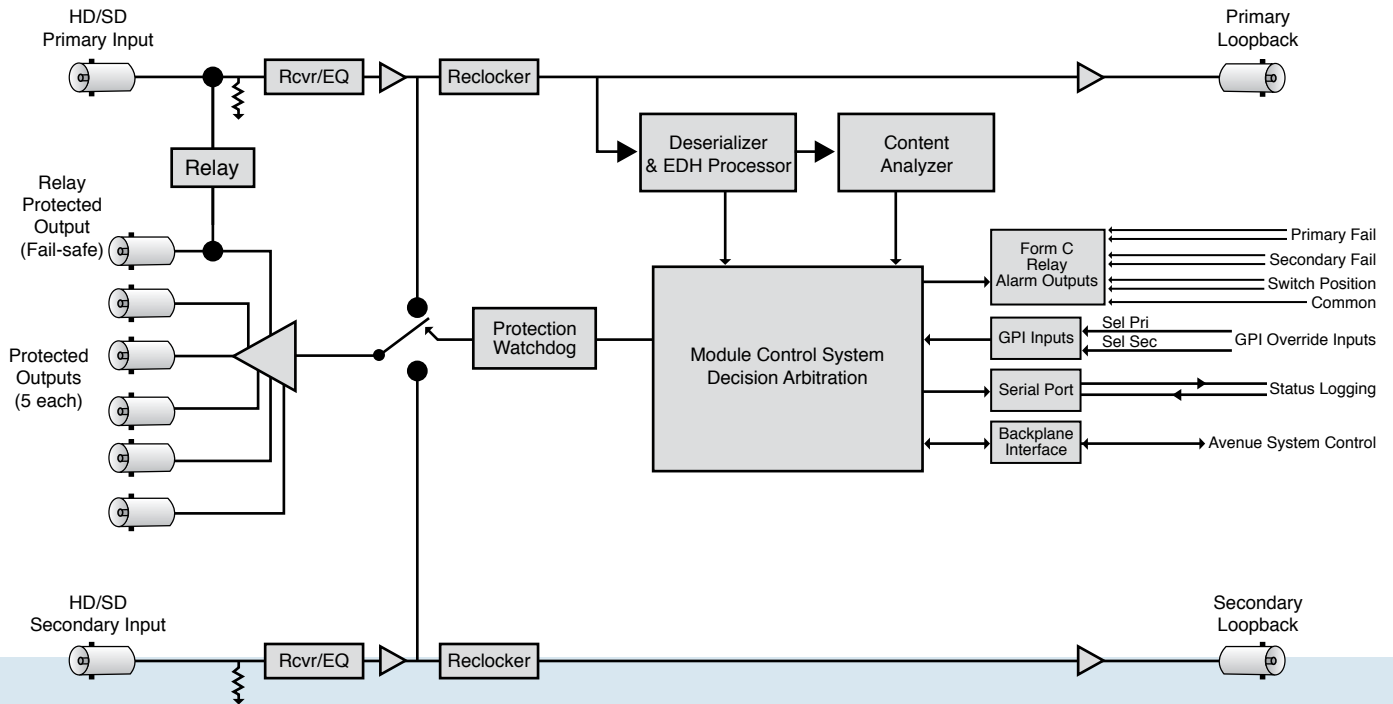 HD/SD
Primary Input
Primary
Loopback
Rcvr/EQ
Reclocker
Deserializer
& EDH Processor
Content
Analyzer
Relay
Relay
Protected
Output
(Fail-safe)
Form C
Relay
Alarm Outputs
Primary Fail
Secondary Fail
Switch Position
Common
Protection
Watchdog
Module Control System
Decision Arbitration
GPI Inputs
Sel Pri
Sel Sec
GPI Override Inputs
Protected
Outputs
(5 each)
Serial Port
Status Logging
Backplane
Interface
Avenue System Control
HD/SD
Secondary Input
Secondary
Loopback
Rcvr/EQ
Reclocker